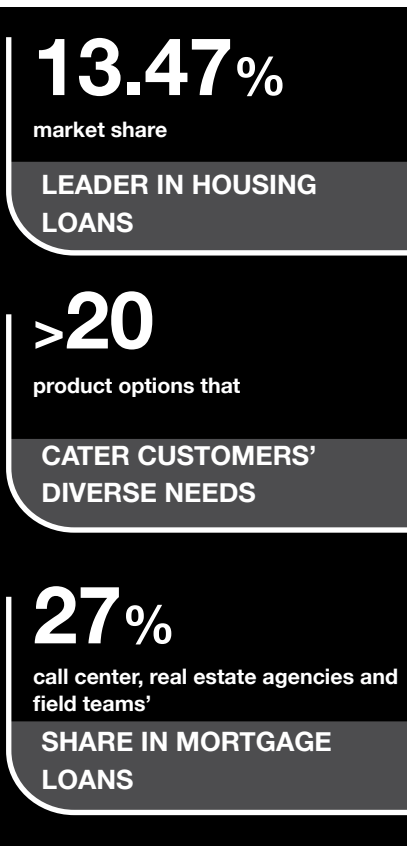 13.47%
market share
LEADER IN HOUSING
LOANS
>20
product options that
CATER CUSTOMERS’
DIVERSE NEEDS
27%
call center, real estate agencies and
field teams’
SHARE IN MORTGAGE
LOANS